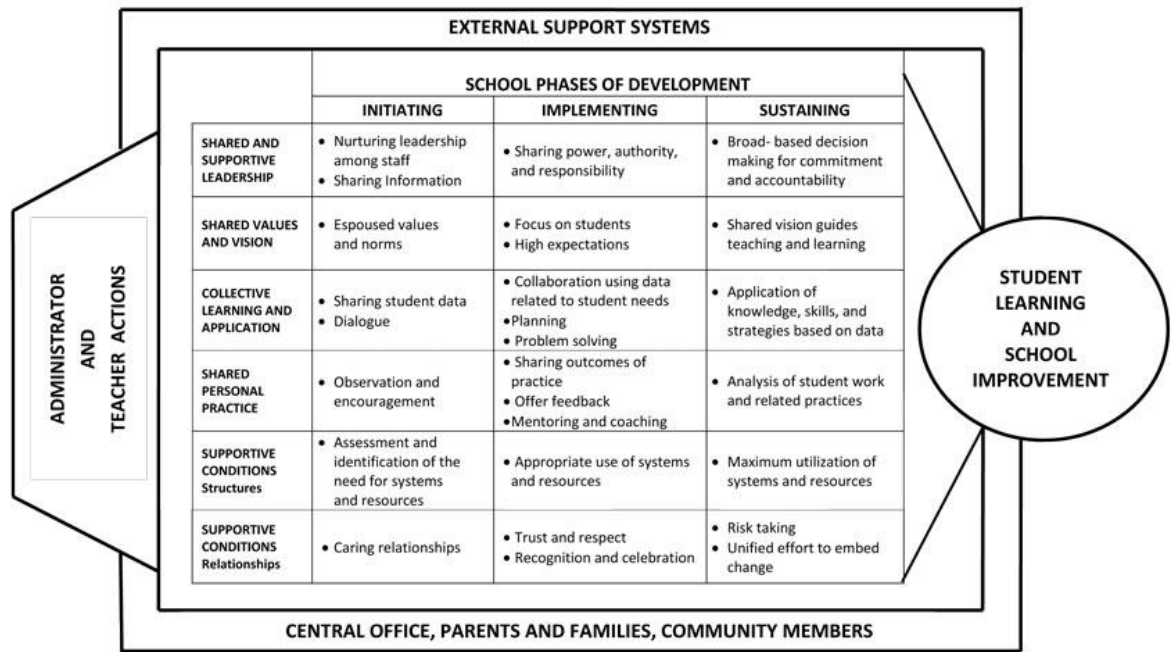 EXTERNAL SUPPORT SYSTEMS
SCHOOL PHASES OF DEVELOPMENT
INITIATING
IMPLEMENTING
SUSTAINING
SHARED AND
SUPPORTIVE
LEADERSHIP
• Nurturing leadership
among staff
• Sharing Information
• Sharing power, authority,
and responsibility
• Broad- based decision
making for commitment
and accountability
SHARED VALUES
AND VISION
• Espoused values
and norms
• Focus on students
• High expectations
• Shared vision guides
teaching and learning
COLLECTIVE
LEARNING AND
APPLICATION
• Sharing student data
• Dialogue
• Collaboration using data
related to student needs
•Planning
• Problem solving
• Application of
knowledge, skills, and
strategies based on data
SHARED
PERSONAL
PRACTICE
• Observation and
encouragement
• Sharing outcomes of
practice
• Offer feedback
•Mentoring and coaching
• Analysis of student work
and related practices
SUPPORTIVE
CONDITIONS
Structures
• Assessment and
identification of the
need for systems
and resources
• Appropriate use of systems
and resources
• Maximum utilization of
systems and resources
SUPPORTIVE
CONDITIONS
Relationships
• Caring relationships
• Trust and respect
• Recognition and celebration
• Risk taking
• Unified effort to embed
change
ADMINISTRATOR
AND
TEACHER ACTIONS
STUDENT
LEARNING
AND
SCHOOL
IMPROVEMENT
CENTRAL OFFICE, PARENTS AND FAMILIES, COMMUNITY MEMBERS